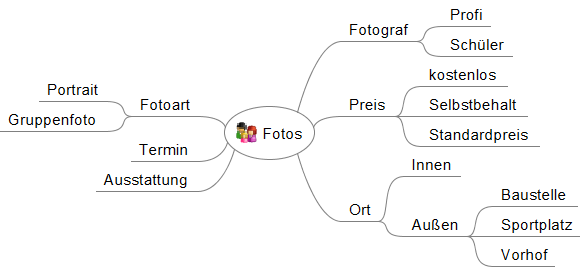 Fotos
Fotograf
Profi
Schüler
Preis
kostenlos
Selbstbehalt
Standardpreis
Ort
Innen
Außen
Baustelle
Sportplatz
Vorhof
Fotoart
Portrait
Gruppenfoto
Termin
Ausstattung